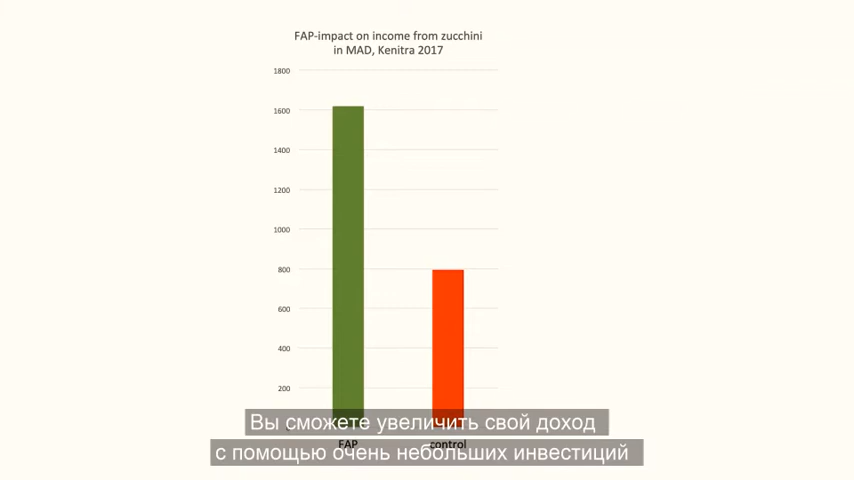 FAP-impact on income from zucchini
in MAD, Kenitra 2017
1800
1600
1400
1200
1000
800
600
400
200
FAP
control
Вы сможете увеличить свой доход
с помощью очень небольших инвестиций